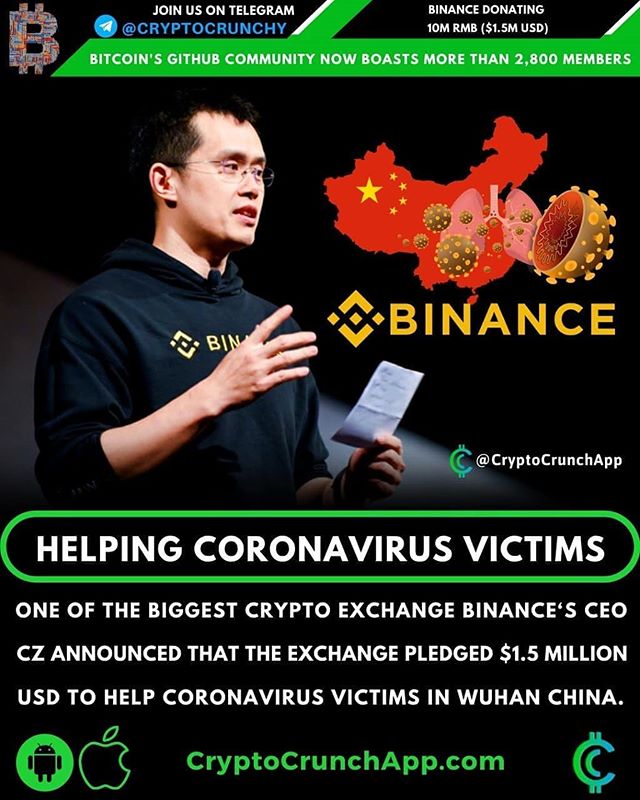 JOIN US ON TELEGRAM
@CRYPTOCRUNCHY
BINANCE DONATING
10M RMB ($1.5M USD)
BITCOIN'S GITHUB COMMUNITY NOW BOASTS MORE THAN 2,800 MEMBERS
BINANCE
BIN
@CryptoCrunchApp
HELPING CORONAVIRUS VICTIMS
ONE OF THE BIGGEST CRYPTO EXCHANGE BINANCE‘S CEO
CZ ANNOUNCED THAT THE EXCHANGE PLEDGED $1.5 MILLION
USD TO HELP CORONAVIRUS VICTIMS IN WUHAN CHINA.
CryptoCrunchApp.com